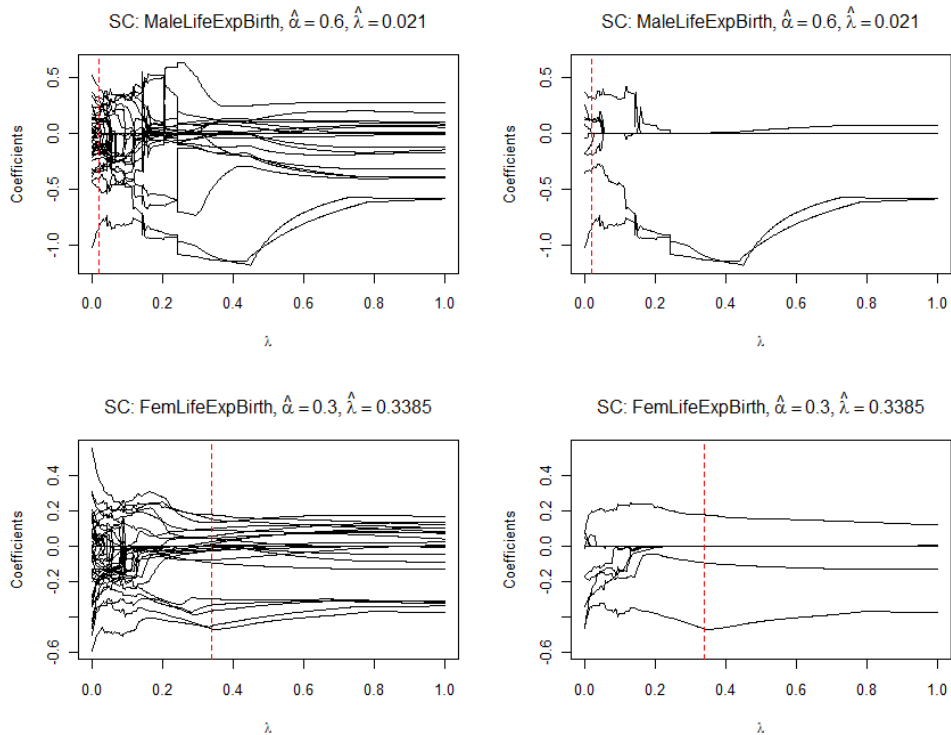 SC: MaleLifeExpBirth, α̂ = 0.6, λ̂ = 0.021
SC: MaleLifeExpBirth, α̂ = 0.6, λ̂ = 0.021
Coefficients
0.5
0.0
-0.5
-1.0
0.0 0.2 0.4 0.6 0.8 1.0
λ
Coefficients
0.5
0.0
-0.5
-1.0
0.0 0.2 0.4 0.6 0.8 1.0
λ
SC: FemLifeExpBirth, α̂ = 0.3, λ̂ = 0.3385
SC: FemLifeExpBirth, α̂ = 0.3, λ̂ = 0.3385
Coefficients
0.4
0.2
0.0
-0.2
-0.6
0.0 0.2 0.4 0.6 0.8 1.0
λ
Coefficients
0.4
0.2
0.0
-0.2
-0.6
0.0 0.2 0.4 0.6 0.8 1.0
λ